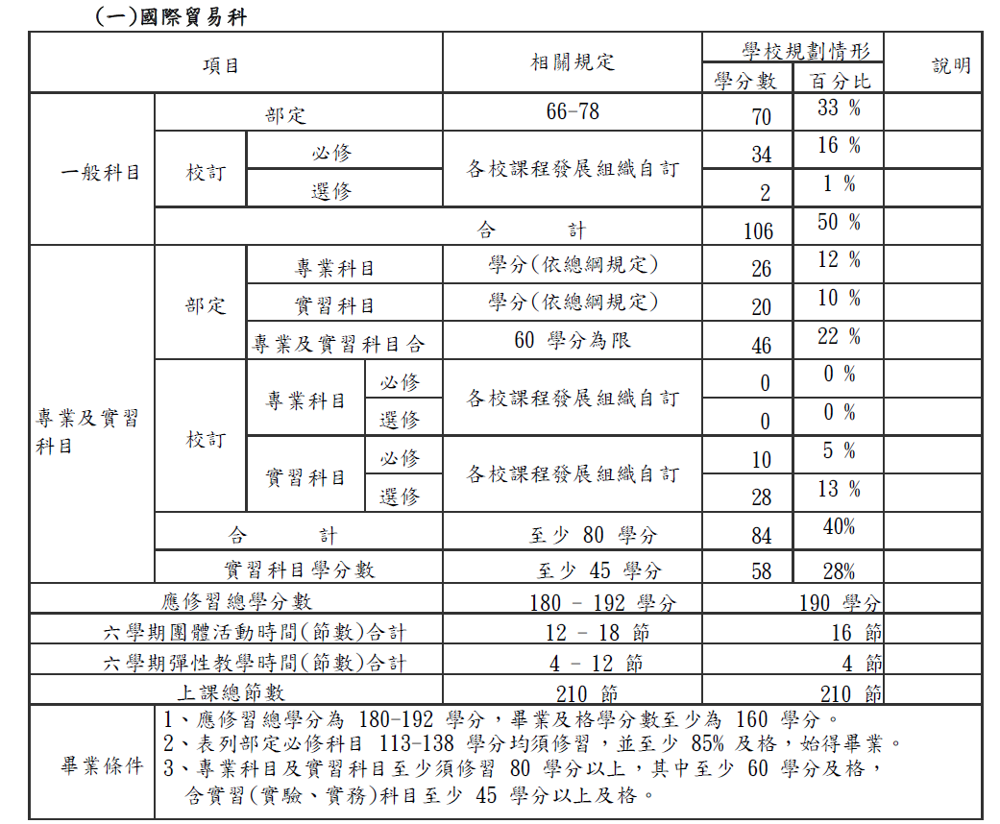 (一)國際貿易科
項目 相關規定 學校規劃情形 說明
學分數 百分比
一般科目 部定 66-78 70 33 %
校訂 必修 各校課程發展組織自訂 34 16 %
選修 2 1 %
合 計 106 50 %
專業及實習科目 部定 專業科目 學分(依總綱規定) 26 12 %
實習科目 學分(依總綱規定) 20 10 %
專業及實習科目合 60 學分為限 46 22 %
校訂 專業科目 必修 各校課程發展組織自訂 0 0 %
選修 0 0 %
實習科目 必修 各校課程發展組織自訂 10 5 %
選修 28 13 %
合 計 至少 80 學分 84 40%
實習科目學分數 至少 45 學分 58 28%
應修習總學分數 180 - 192 學分 190 學分
六學期團體活動時間(節數)合計 12 - 18 節 16 節
六學期彈性教學時間(節數)合計 4 - 12 節 4 節
上課總節數 210 節 210 節
畢業條件 1、應修習總學分為 180-192 學分，畢業及格學分數至少為 160 學分。
2、表列部定必修科目 113-138 學分均須修習，並至少 85% 及格，始得畢業。
3、專業科目及實習科目至少須修習 80 學分以上，其中至少 60 學分及格，
含實習(實驗、實務)科目至少 45 學分以上及格。